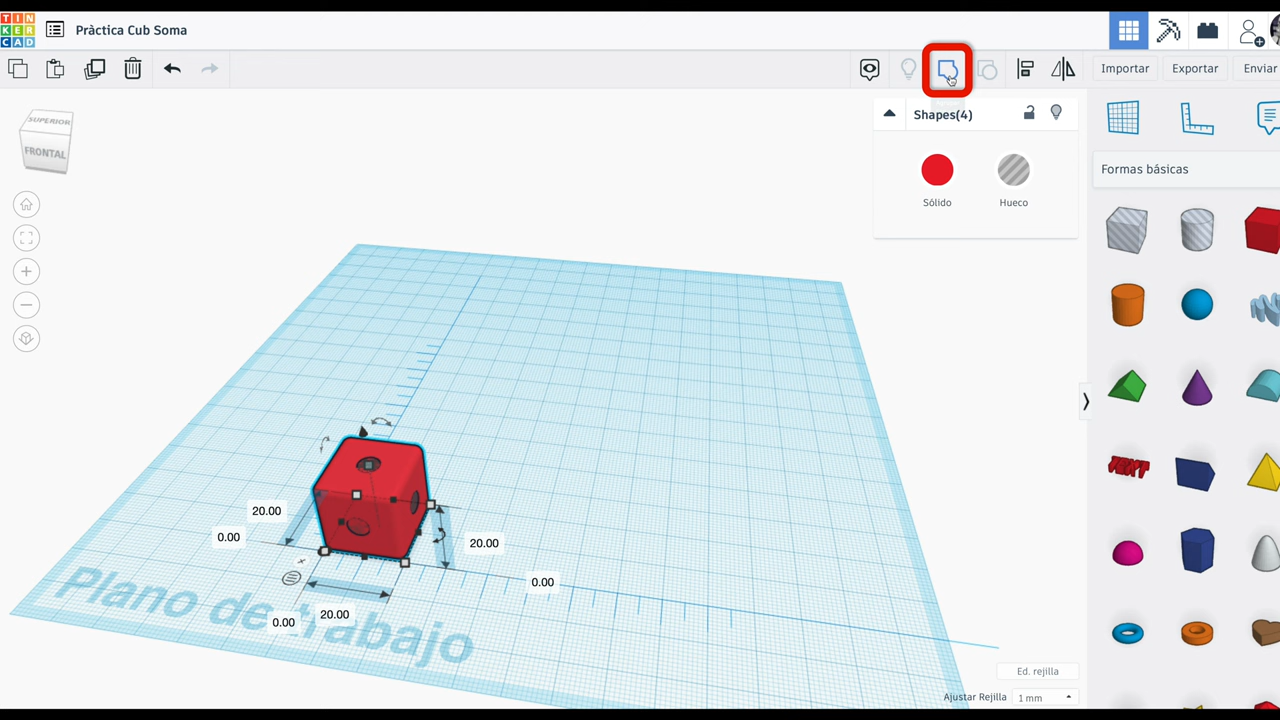 TIN
KER
CAD
Pràctica Cub Soma
Importar
Exportar
Enviar
SUPERIOR
FRONTAL
Shapes(4)
Sólido
Hueco
Formas básicas
TEXT
20.00
0.00
20.00
0.00
20.00
0.00
Plano de trabajo
Ed. rejilla
Ajustar Rejilla
1 mm